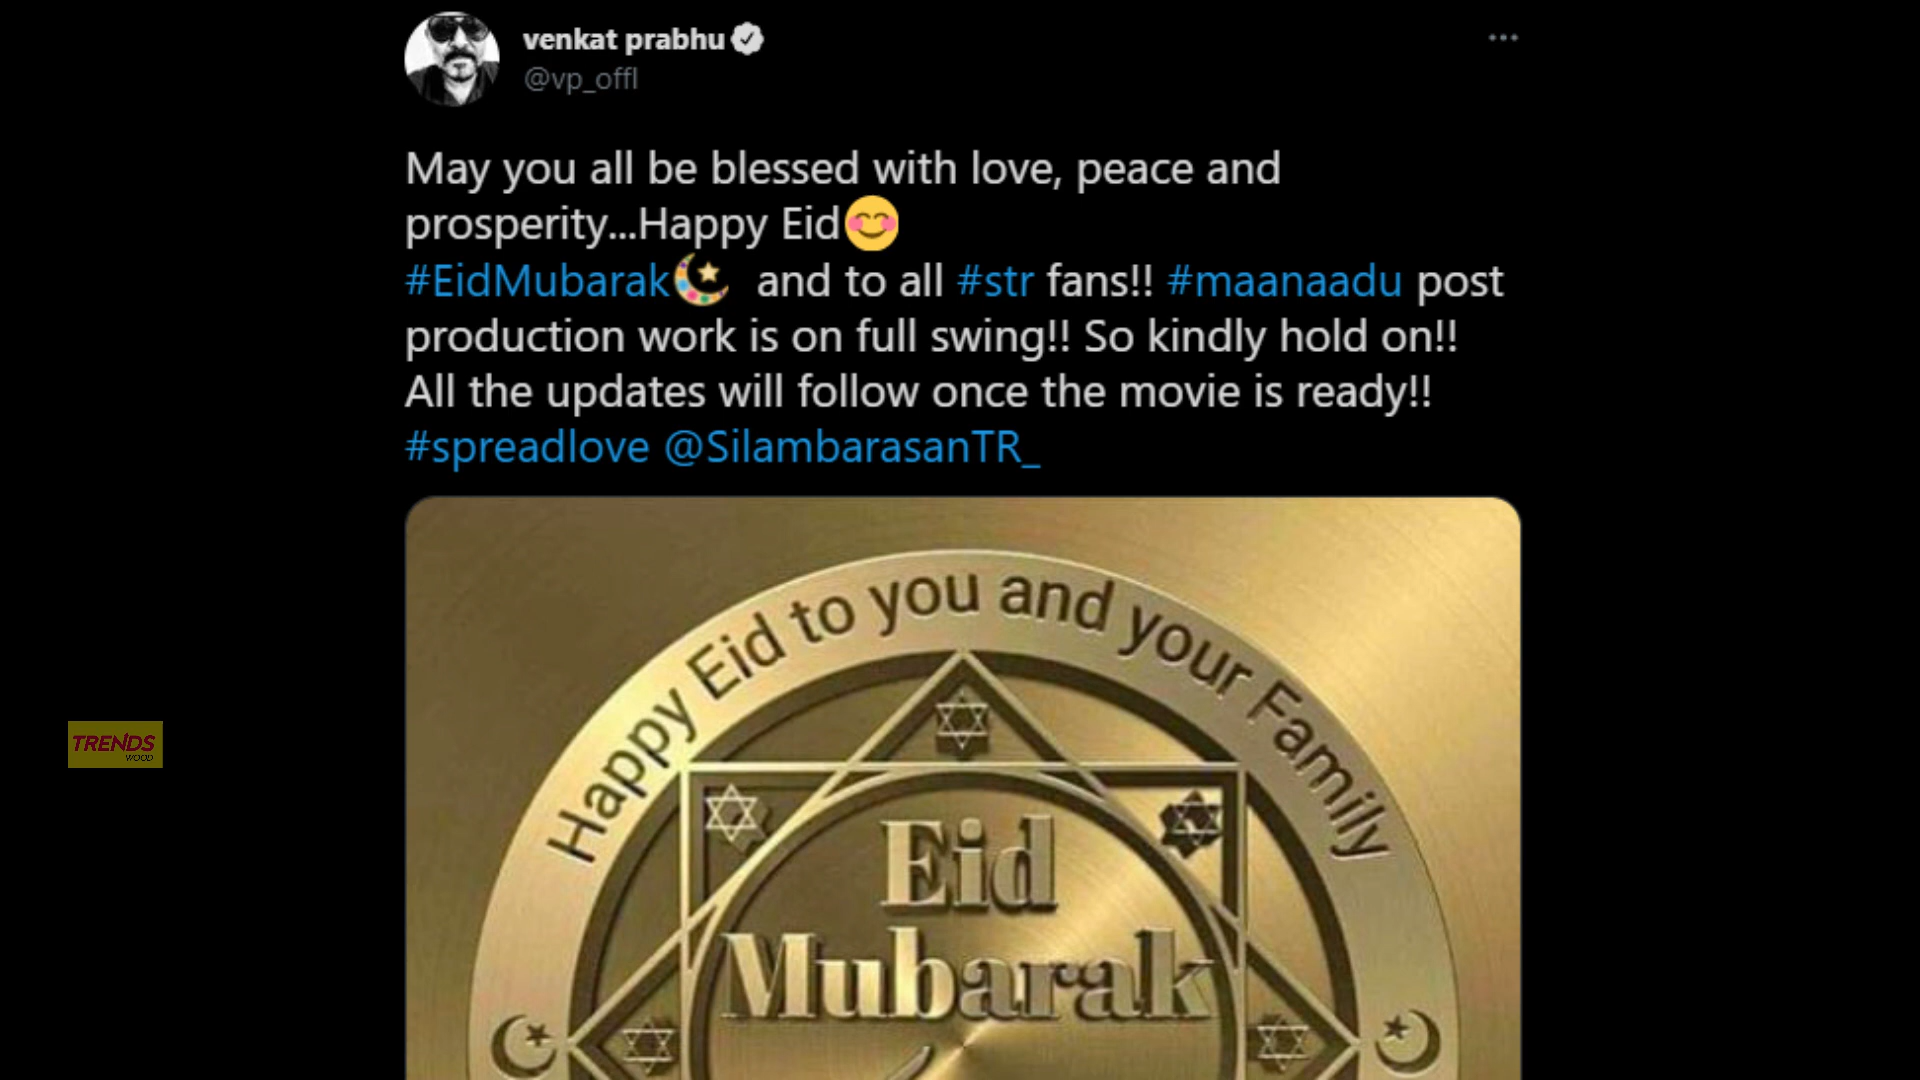 venkat prabhu
@vp_offl
May you all be blessed with love, peace and
prosperity...Happy Eid😊
#EidMubarak🌙 and to all #str fans!! #maanaadu post
production work is on full swing!! So kindly hold on!!
All the updates will follow once the movie is ready!!
#spreadlove @SilambarasanTR_
Happy Eid to you and your Family
Eid
Mubarak
TRENDS
WOOD